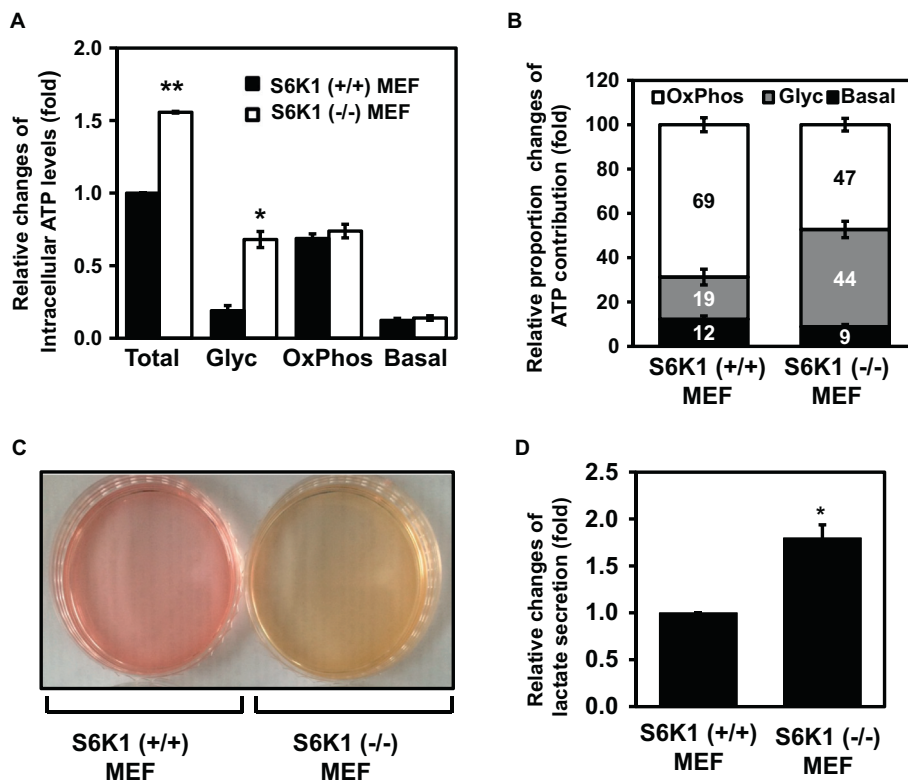 A
Relative changes of
Intracellular ATP levels (fold)
2.0
1.5
1.0
0.5
0.0
**
*
S6K1 (+/+) MEF
S6K1 (-/-) MEF
Total Glyc OxPhos Basal
B
Relative proportion changes of
ATP contribution (fold)
120
100
80
60
40
20
0
OxPhos Glyc Basal
69
19
12
47
44
9
S6K1 (+/+)
MEF
S6K1 (-/-)
MEF
C
S6K1 (+/+)
MEF
S6K1 (-/-)
MEF
D
Relative changes of
lactate secretion (fold)
2.5
2.0
1.5
1.0
0.5
0.0
*
S6K1 (+/+)
MEF
S6K1 (-/-)
MEF